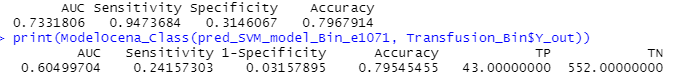 AUC Sensitivity Specificity Accuracy
0.7331806 0.9473684 0.3146067 0.7967914
> print(ModelOcena_Class(pred_SVM_model_Bin_e1071, Transfusion_Bin$Y_out))
AUC Sensitivity 1-Specificity Accuracy TP TN
0.60499704 0.24157303 0.03157895 0.79545455 43.00000000 552.00000000